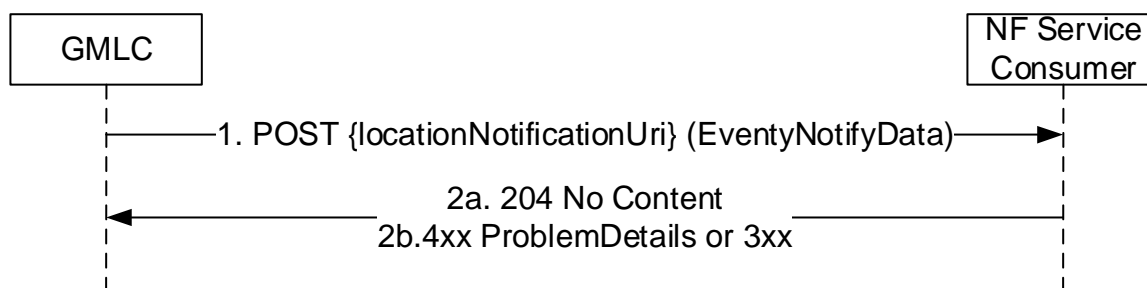 GMLC
NF Service
Consumer
1. POST {locationNotificationUri} (EventyNotifyData)
2a. 204 No Content
2b.4xx ProblemDetails or 3xx